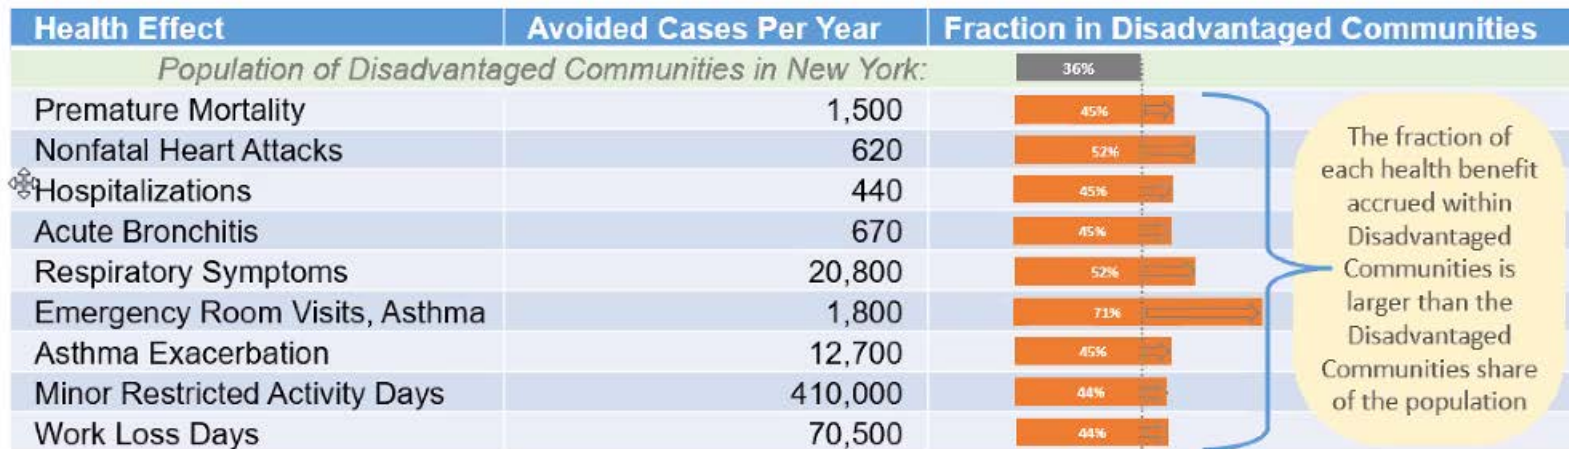 Health Effect Avoided Cases Per Year Fraction in Disadvantaged Communities
Population of Disadvantaged Communities in New York: 36%
Premature Mortality 1,500 45%
Nonfatal Heart Attacks 620 52%
Hospitalizations 440 45%
Acute Bronchitis 670 45%
Respiratory Symptoms 20,800 52%
Emergency Room Visits, Asthma 1,800 71%
Asthma Exacerbation 12,700 45%
Minor Restricted Activity Days 410,000 44%
Work Loss Days 70,500 44%
The fraction of
each health benefit
accrued within
Disadvantaged
Communities is
larger than the
Disadvantaged
Communities share
of the population